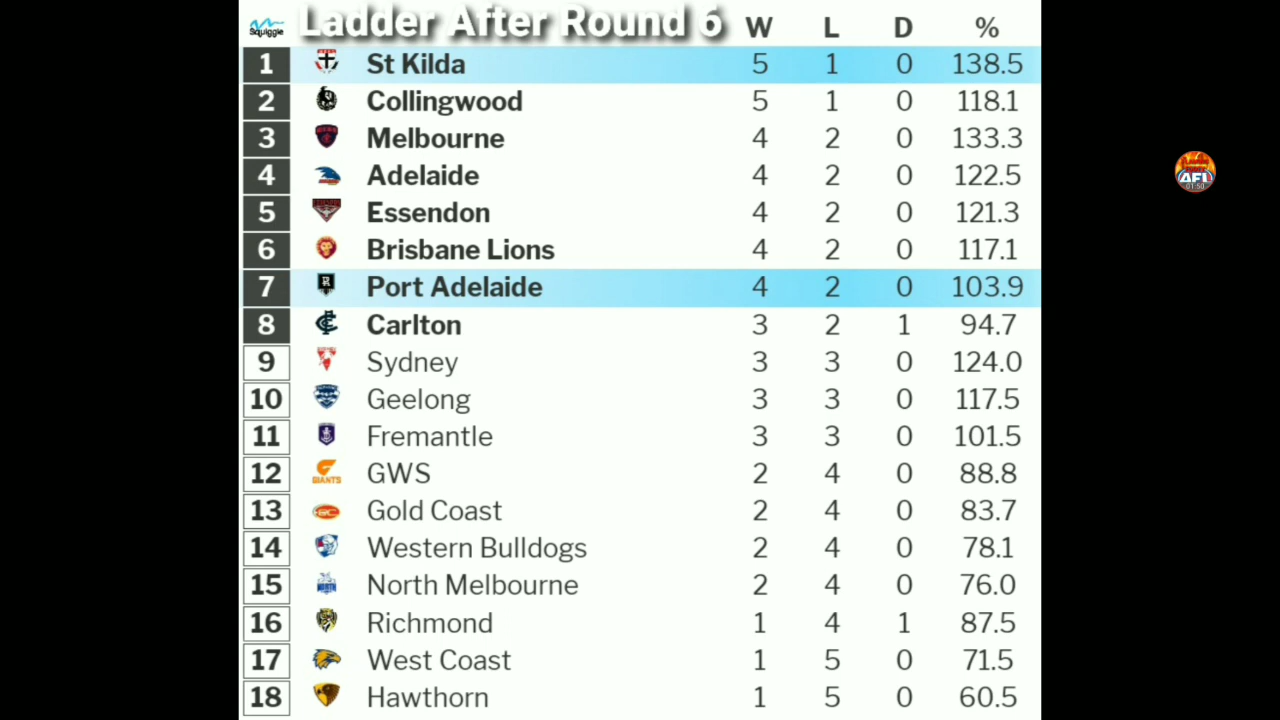 Squiggle Ladder After Round 6 W L D %
1 St Kilda 5 1 0 138.5
2 Collingwood 5 1 0 118.1
3 Melbourne 4 2 0 133.3
4 Adelaide 4 2 0 122.5
5 Essendon 4 2 0 121.3
6 Brisbane Lions 4 2 0 117.1
7 Port Adelaide 4 2 0 103.9
8 Carlton 3 2 1 94.7
9 Sydney 3 3 0 124.0
10 Geelong 3 3 0 117.5
11 Fremantle 3 3 0 101.5
12 GIANTS GWS 2 4 0 88.8
13 GC Gold Coast 2 4 0 83.7
14 Western Bulldogs 2 4 0 78.1
15 NORTH North Melbourne 2 4 0 76.0
16 Richmond 1 4 1 87.5
17 West Coast 1 5 0 71.5
18 Hawthorn 1 5 0 60.5
AFL
01:50